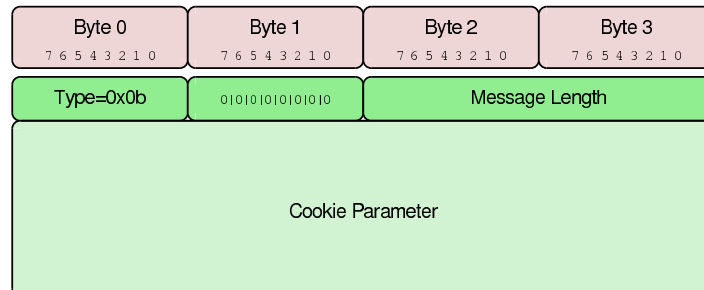 Byte 0 Byte 1 Byte 2 Byte 3
7 6 5 4 3 2 1 0 7 6 5 4 3 2 1 0 7 6 5 4 3 2 1 0 7 6 5 4 3 2 1 0
Type=0x0b 0|0|0|0|0|0|0|0 Message Length
Cookie Parameter